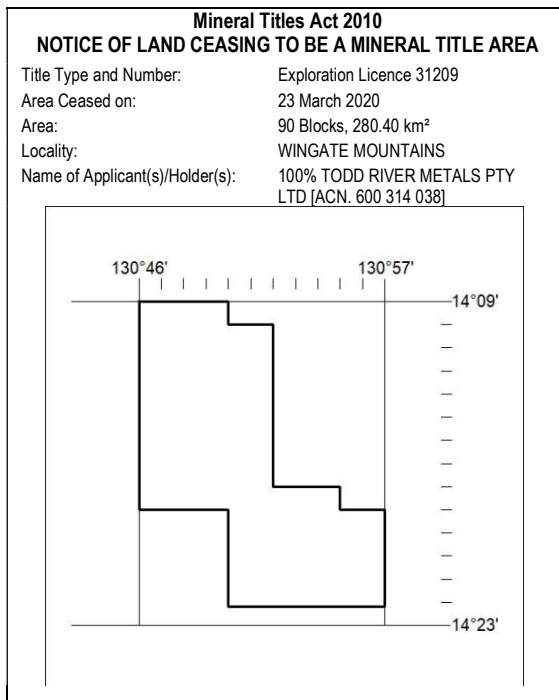 Mineral Titles Act 2010
NOTICE OF LAND CEASING TO BE A MINERAL TITLE AREA
Title Type and Number: Exploration Licence 31209
Area Ceased on: 23 March 2020
Area: 90 Blocks, 280.40 km²
Locality: WINGATE MOUNTAINS
Name of Applicant(s)/Holder(s): 100% TODD RIVER METALS PTY
LTD [ACN. 600 314 038]
130°46' 130°57'
14°09'
14°23'